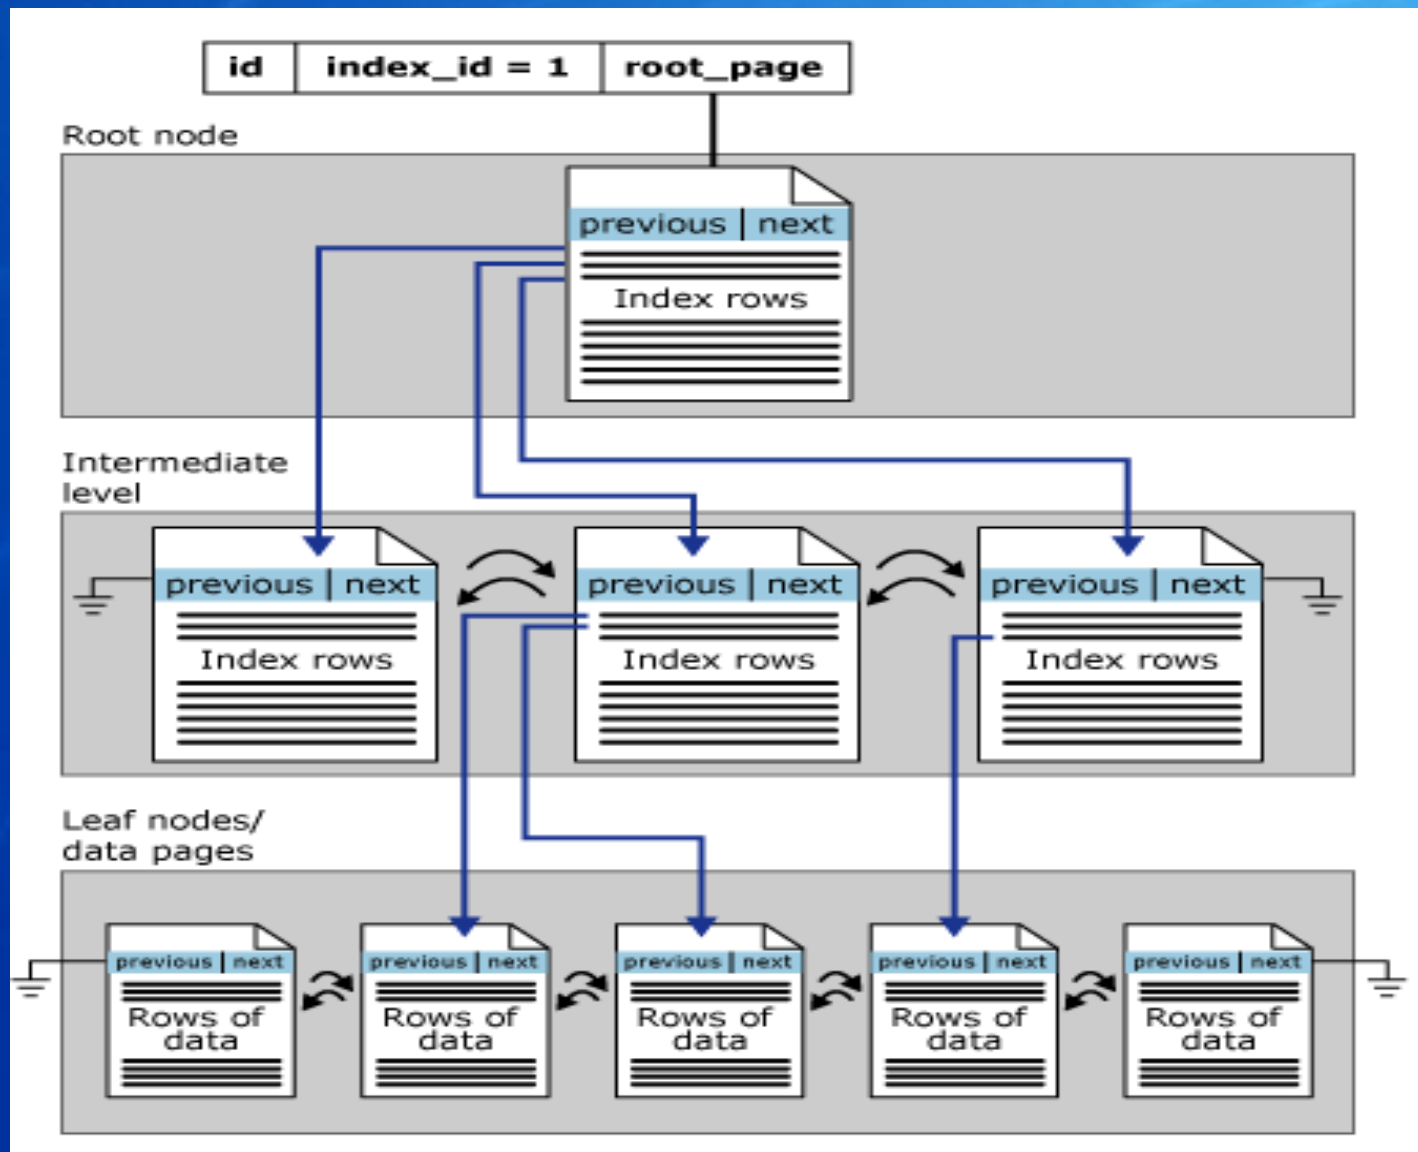 id index_id = 1 root_page
Root node
previous next
Index rows
Intermediate
level
previous next previous next previous next
Index rows Index rows Index rows
Leaf nodes/
data pages
previous next previous next previous next previous next previous next
Rows of Rows of Rows of Rows of Rows of
data data data data data